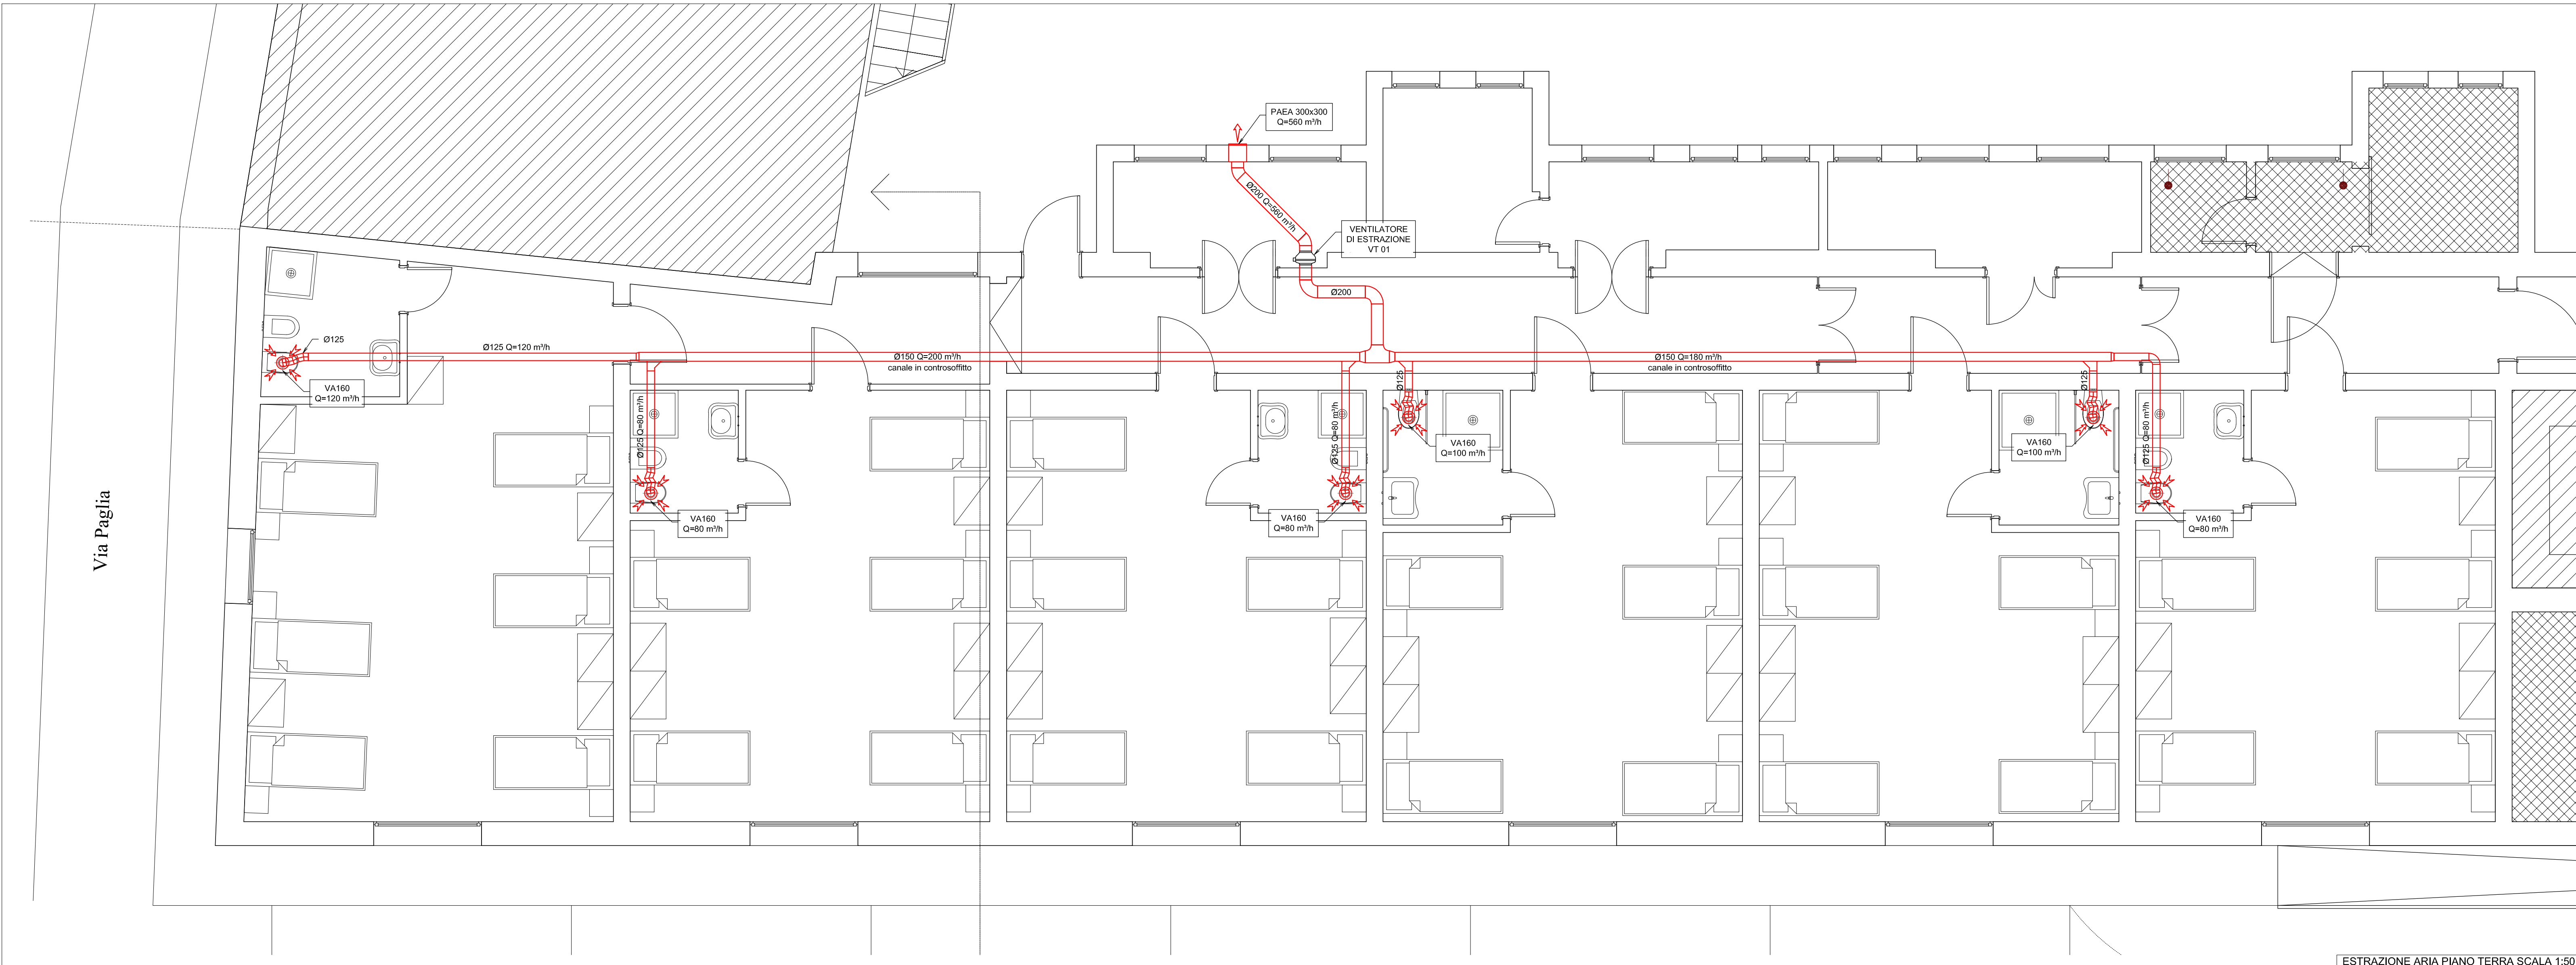 PAEA 300x300
Q=560 m³/h
Ø200 Q=560 m³/h
VENTILATORE
DI ESTRAZIONE
VT 01
Ø200
Ø125
Ø125 Q=120 m³/h
Ø150 Q=200 m³/h
canale in controsoffitto
Ø150 Q=180 m³/h
canale in controsoffitto
VA160
Q=120 m³/h
Ø125 Q=80 m³/h
Ø125 Q=80 m³/h
Ø125
Ø125
Ø125 Q=80 m³/h
VA160
Q=100 m³/h
VA160
Q=100 m³/h
VA160
Q=80 m³/h
VA160
Q=80 m³/h
VA160
Q=80 m³/h
Via Paglia
ESTRAZIONE ARIA PIANO TERRA SCALA 1:50